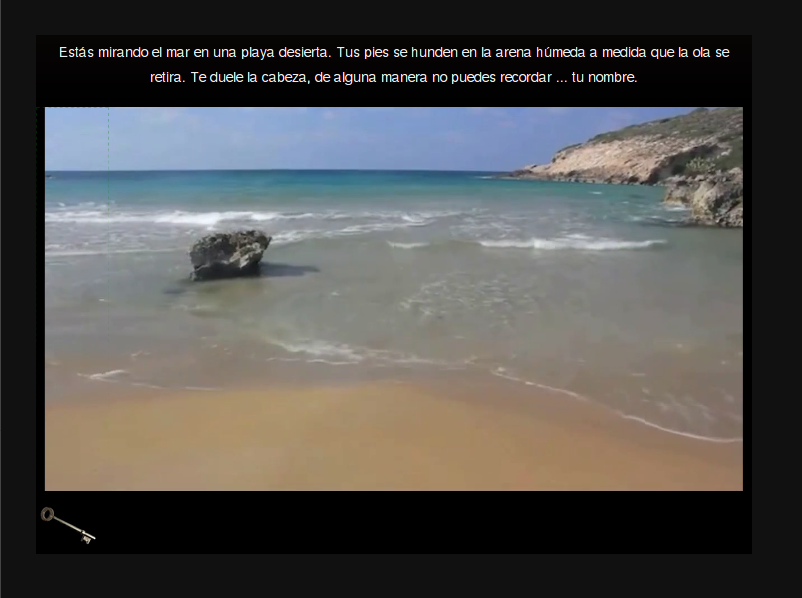 Estás mirando el mar en una playa desierta. Tus pies se hunden en la arena húmeda a medida que la ola se
retira. Te duele la cabeza, de alguna manera no puedes recordar ... tu nombre.